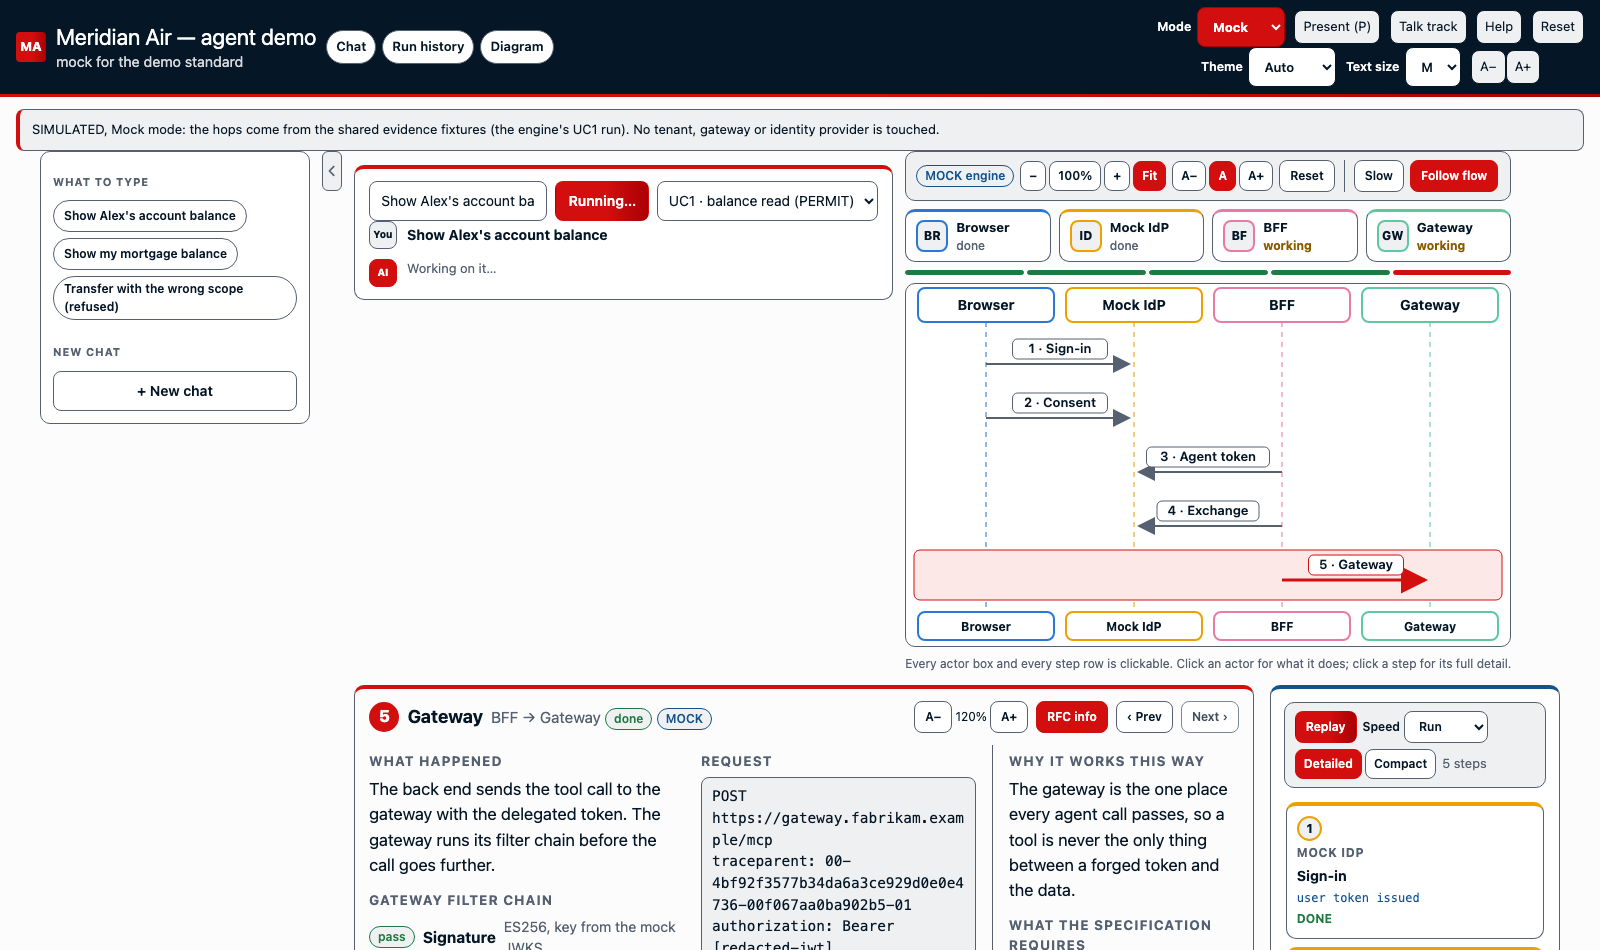 MA
Meridian Air — agent demo
mock for the demo standard
Chat
Run history
Diagram
Mode
Mock
Present (P)
Talk track
Help
Reset
Theme
Auto
Text size
M
A−
A+
SIMULATED, Mock mode: the hops come from the shared evidence fixtures (the engine's UC1 run). No tenant, gateway or identity provider is touched.
WHAT TO TYPE
Show Alex's account balance
Show my mortgage balance
Transfer with the wrong scope
(refused)
NEW CHAT
+ New chat
Show Alex's account ba
Running...
UC1 · balance read (PERMIT)
You
Show Alex's account balance
AI
Working on it...
MOCK engine
−
100%
+
Fit
A−
A
A+
Reset
Slow
Follow flow
BR
Browser
done
ID
Mock IdP
done
BF
BFF
working
GW
Gateway
working
Browser
Mock IdP
BFF
Gateway
1 · Sign-in
2 · Consent
3 · Agent token
4 · Exchange
5 · Gateway
Browser
Mock IdP
BFF
Gateway
Every actor box and every step row is clickable. Click an actor for what it does; click a step for its full detail.
5
Gateway
BFF → Gateway
done
MOCK
A−
120%
A+
RFC info
‹ Prev
Next ›
WHAT HAPPENED
The back end sends the tool call to the
gateway with the delegated token. The
gateway runs its filter chain before the
call goes further.
GATEWAY FILTER CHAIN
pass
Signature
ES256, key from the mock
JWKS
REQUEST
POST
https://gateway.fabrikam.exam
ple/mcp
traceparent: 00-
4bf92f3577b34da6a3ce929d0e0e4
736-00f067aa0ba902b5-01
authorization: Bearer
[redacted-jwt]
WHY IT WORKS THIS WAY
The gateway is the one place
every agent call passes, so a
tool is never the only thing
between a forged token and
the data.
WHAT THE SPECIFICATION
REQUIRES
Replay
Speed
Run
Detailed
Compact
5 steps
1
MOCK IDP
Sign-in
user token issued
DONE